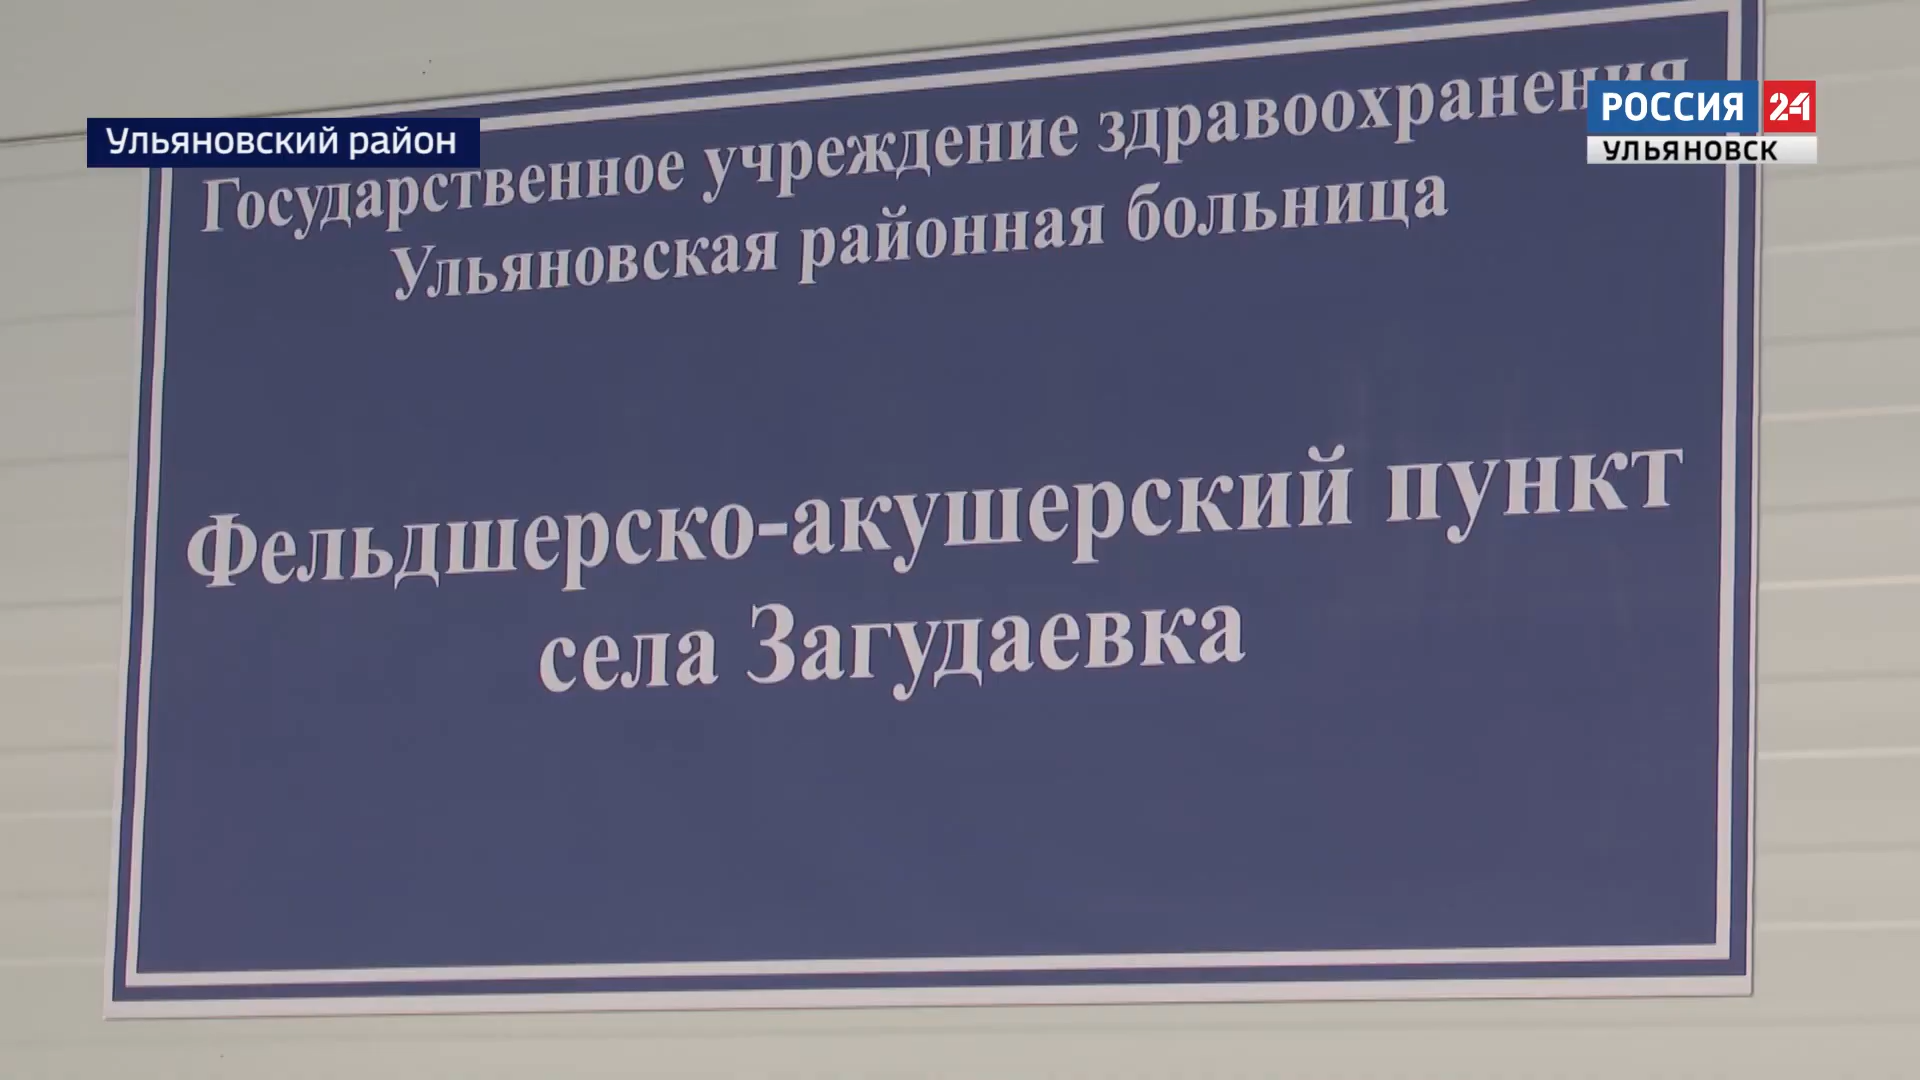 Ульяновский район
РОССИЯ 24
УЛЬЯНОВСК
Государственное учреждение здравоохранения
Ульяновская районная больница
Фельдшерско-акушерский пункт
села Загудаевка